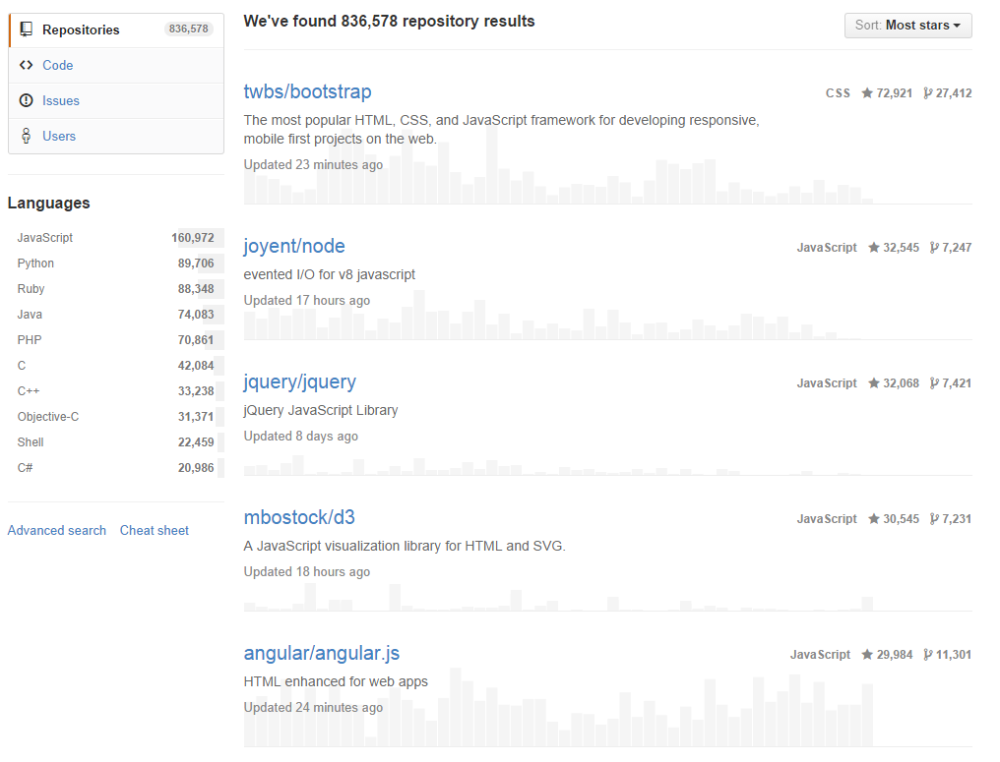 Repositories 836,578
Code
Issues
Users
Languages
JavaScript 160,972
Python 89,706
Ruby 88,348
Java 74,083
PHP 70,861
C 42,084
C++ 33,238
Objective-C 31,371
Shell 22,459
C# 20,986
Advanced search Cheat sheet
We've found 836,578 repository results
Sort: Most stars
twbs/bootstrap
CSS 72,921 27,412
The most popular HTML, CSS, and JavaScript framework for developing responsive,
mobile first projects on the web.
Updated 23 minutes ago
joyent/node
JavaScript 32,545 7,247
evented I/O for v8 javascript
Updated 17 hours ago
jquery/jquery
JavaScript 32,068 7,421
jQuery JavaScript Library
Updated 8 days ago
mbostock/d3
JavaScript 30,545 7,231
A JavaScript visualization library for HTML and SVG.
Updated 18 hours ago
angular/angular.js
JavaScript 29,984 11,301
HTML enhanced for web apps
Updated 24 minutes ago